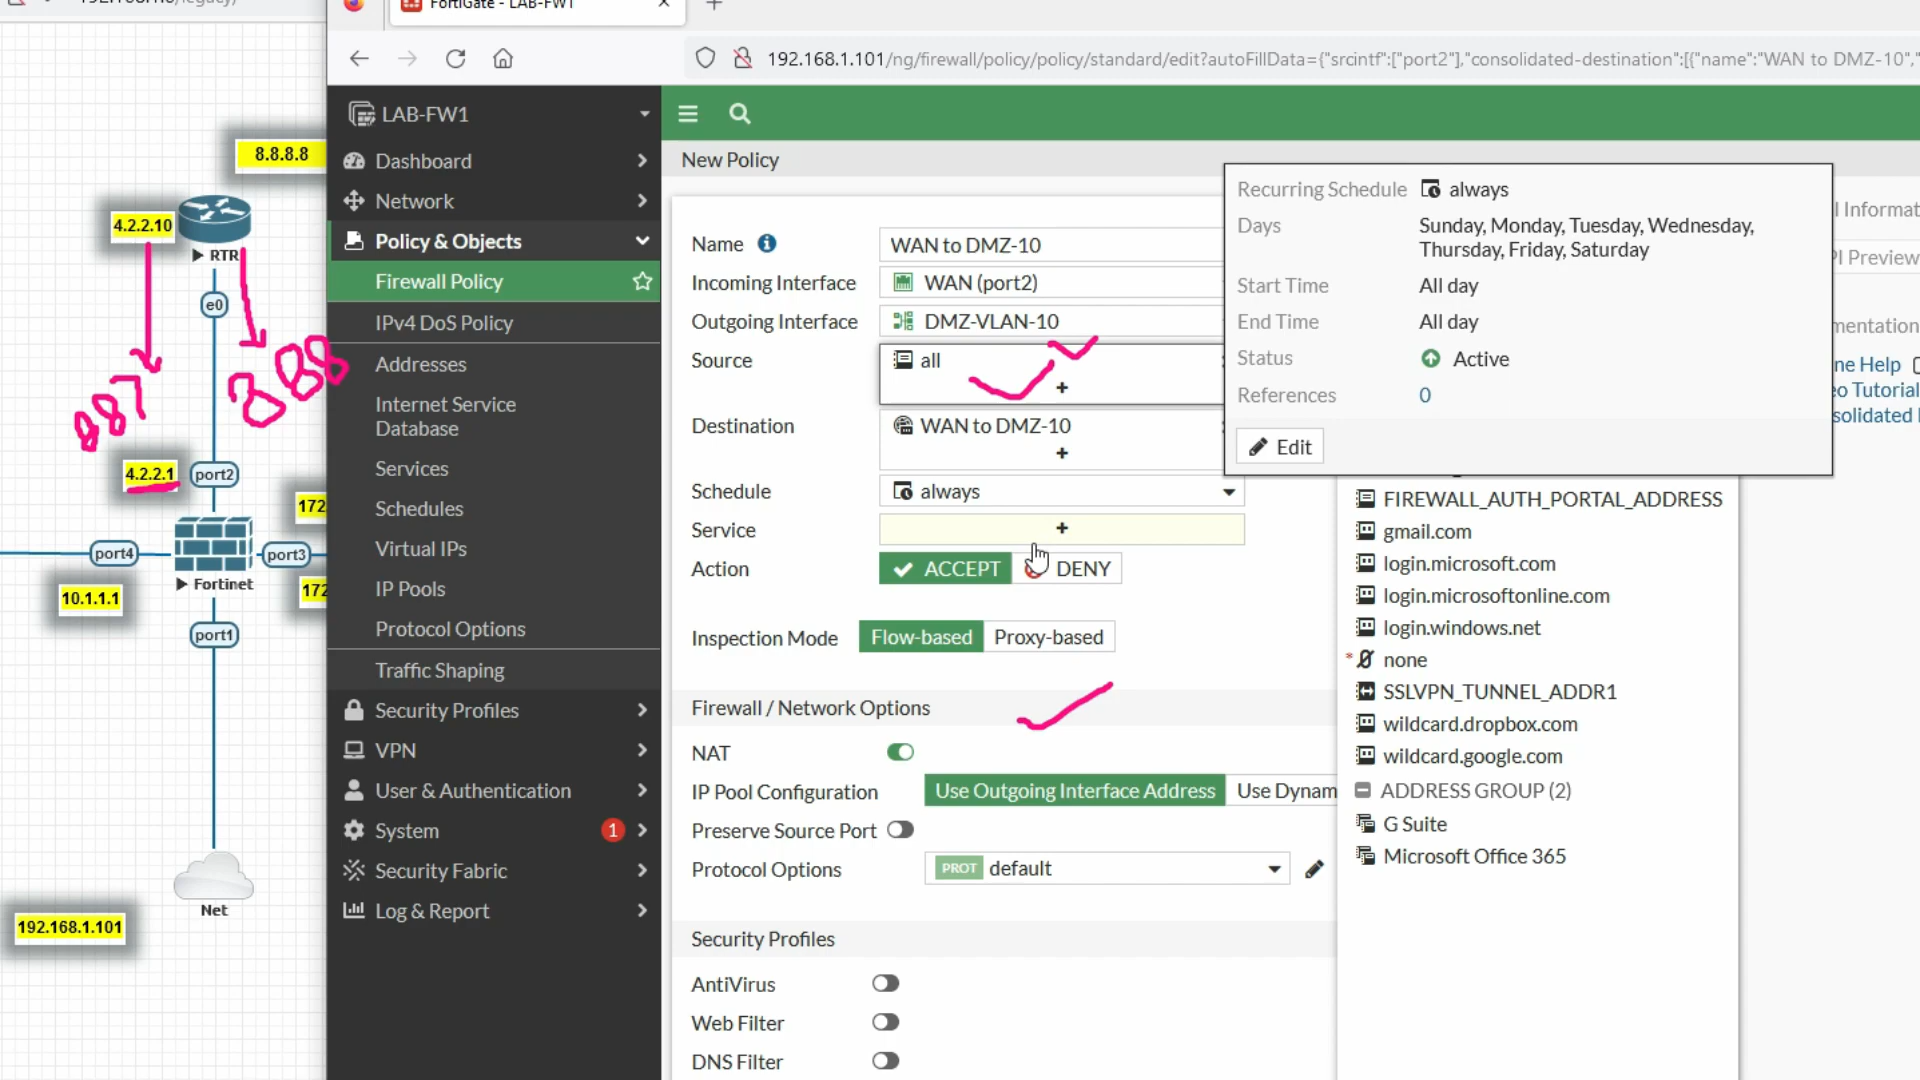 FortiGate - LAB-FW1
192.168.1.101/ng/firewall/policy/policy/standard/edit?autoFillData={"srcintf":["port2"],"consolidated-destination":[{"name":"WAN to DMZ-10","
LAB-FW1
Dashboard
Network
Policy & Objects
Firewall Policy
IPv4 DoS Policy
Addresses
Internet Service
Database
Services
Schedules
Virtual IPs
IP Pools
Protocol Options
Traffic Shaping
Security Profiles
VPN
User & Authentication
System
1
Security Fabric
Log & Report
New Policy
Name
WAN to DMZ-10
Incoming Interface
WAN (port2)
Outgoing Interface
DMZ-VLAN-10
Source
all
+
Destination
WAN to DMZ-10
+
Schedule
always
Service
+
Action
ACCEPT
DENY
Inspection Mode
Flow-based
Proxy-based
Firewall / Network Options
NAT
IP Pool Configuration
Use Outgoing Interface Address
Use Dynam
Preserve Source Port
Protocol Options
PROT default
Security Profiles
AntiVirus
Web Filter
DNS Filter
Recurring Schedule always
Days Sunday, Monday, Tuesday, Wednesday,
Thursday, Friday, Saturday
Start Time All day
End Time All day
Status Active
References 0
Edit
FIREWALL_AUTH_PORTAL_ADDRESS
gmail.com
login.microsoft.com
login.microsoftonline.com
login.windows.net
none
SSLVPN_TUNNEL_ADDR1
wildcard.dropbox.com
wildcard.google.com
ADDRESS GROUP (2)
G Suite
Microsoft Office 365
I Informat
PI Preview
mentation
ne Help
eo Tutorial
solidated
8.8.8.8
4.2.2.10
RTR
e0
4.2.2.1
port2
172
port4
port3
Fortinet
10.1.1.1
172
port1
Net
192.168.1.101